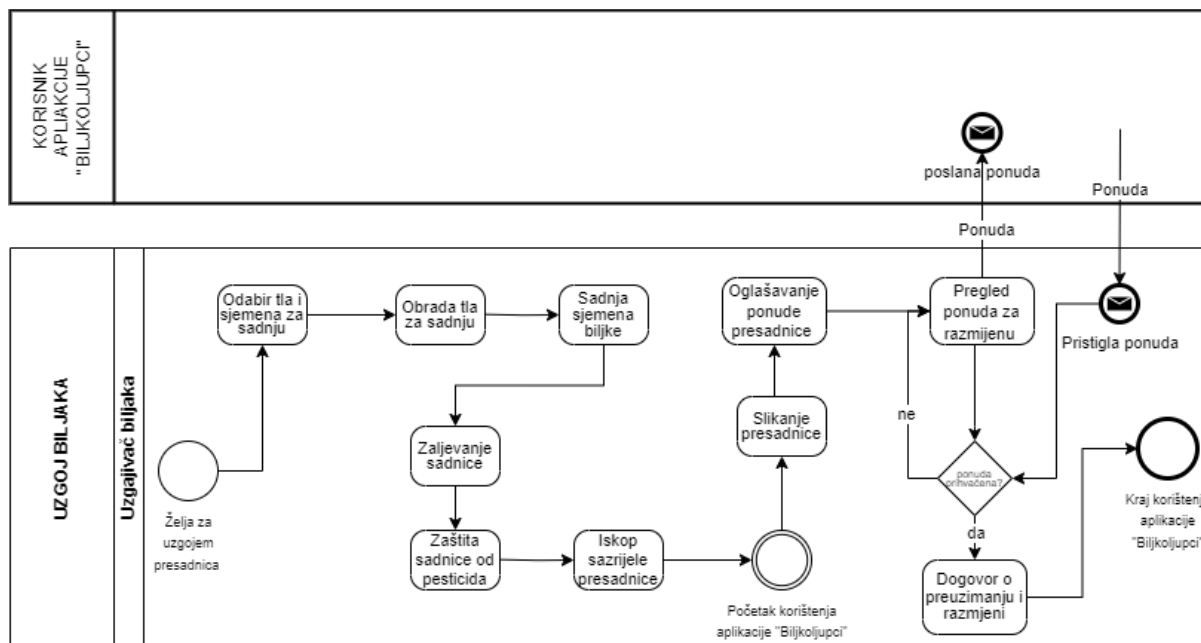 KORISNIK
APLIAKCIJE
"BILJKOLJUPCI"
poslana ponuda
Ponuda
Ponuda
UZGOJ BILJAKA
Uzgajivač biljaka
Želja za
uzgojem
presadnica
Odabir tla i
sjemena za
sadnju
Obrada tla
za sadnju
Sadnja
sjemena
biljke
Zaljevanje
sadnice
Zaštita
sadnice od
pesticida
Iskop
sazrijele
presadnice
Početak korištenja
aplikacije "Biljkoljupci"
Slikanje
presadnice
Oglašavanje
ponude
presadnice
Pregled
ponuda za
razmijenu
Pristigla ponuda
ne
ponuda
prihvaćena?
da
Dogovor o
preuzimanju i
razmjeni
Kraj korištenj
aplikacije
"Biljkoljupci"